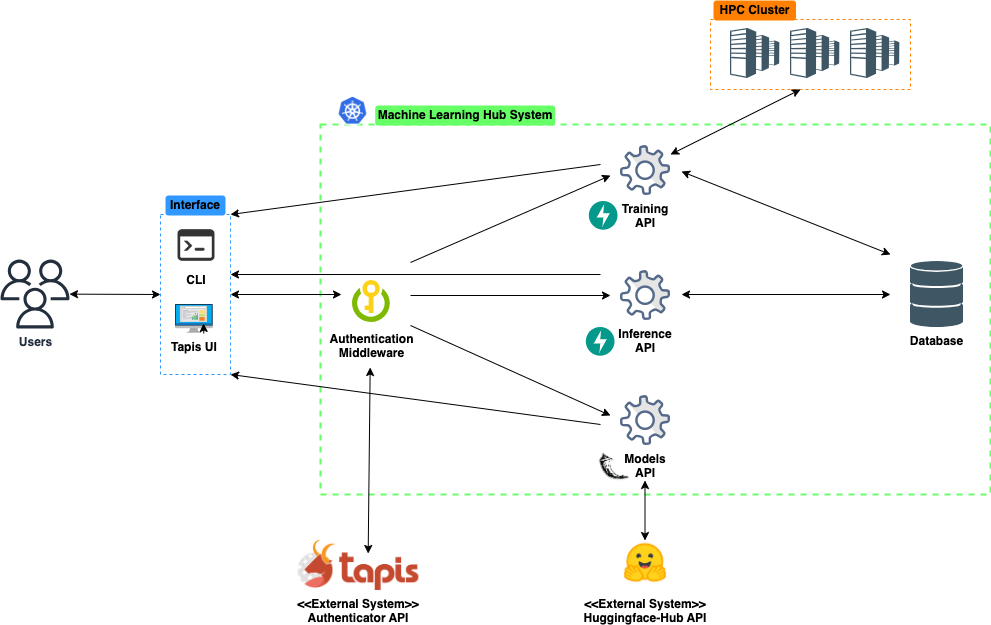 HPC Cluster
Machine Learning Hub System
Interface
CLI
Tapis UI
Users
Authentication
Middleware
Training
API
Inference
API
Models
API
Database
tapis
<<External System>>
Authenticator API
<<External System>>
Huggingface-Hub API